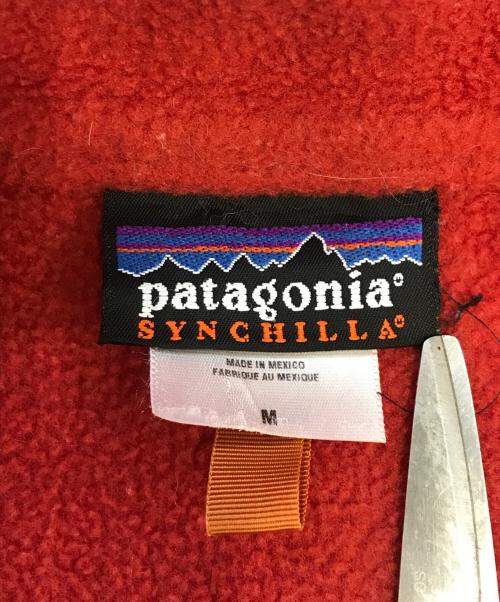 patagonia®
SYNCHILLA®
MADE IN MEXICO
FABRIQUE AU MEXIQUE
M